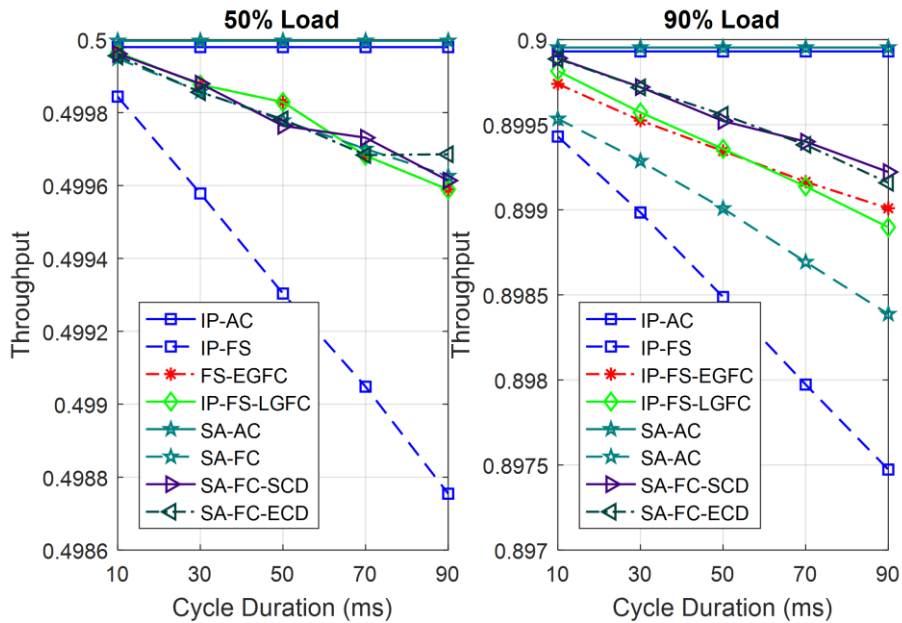 50% Load
0.5
0.4998
0.4996
0.4994
0.4992
0.499
0.4988
0.4986
Throughput
IP-AC
IP-FS
FS-EGFC
IP-FS-LGFC
SA-AC
SA-FC
SA-FC-SCD
SA-FC-ECD
10 30 50 70 90
Cycle Duration (ms)
90% Load
0.9
0.8995
0.899
0.8985
0.898
0.8975
0.897
Throughput
IP-AC
IP-FS
IP-FS-EGFC
IP-FS-LGFC
SA-AC
SA-AC
SA-FC-SCD
SA-FC-ECD
10 30 50 70 90
Cycle Duration (ms)